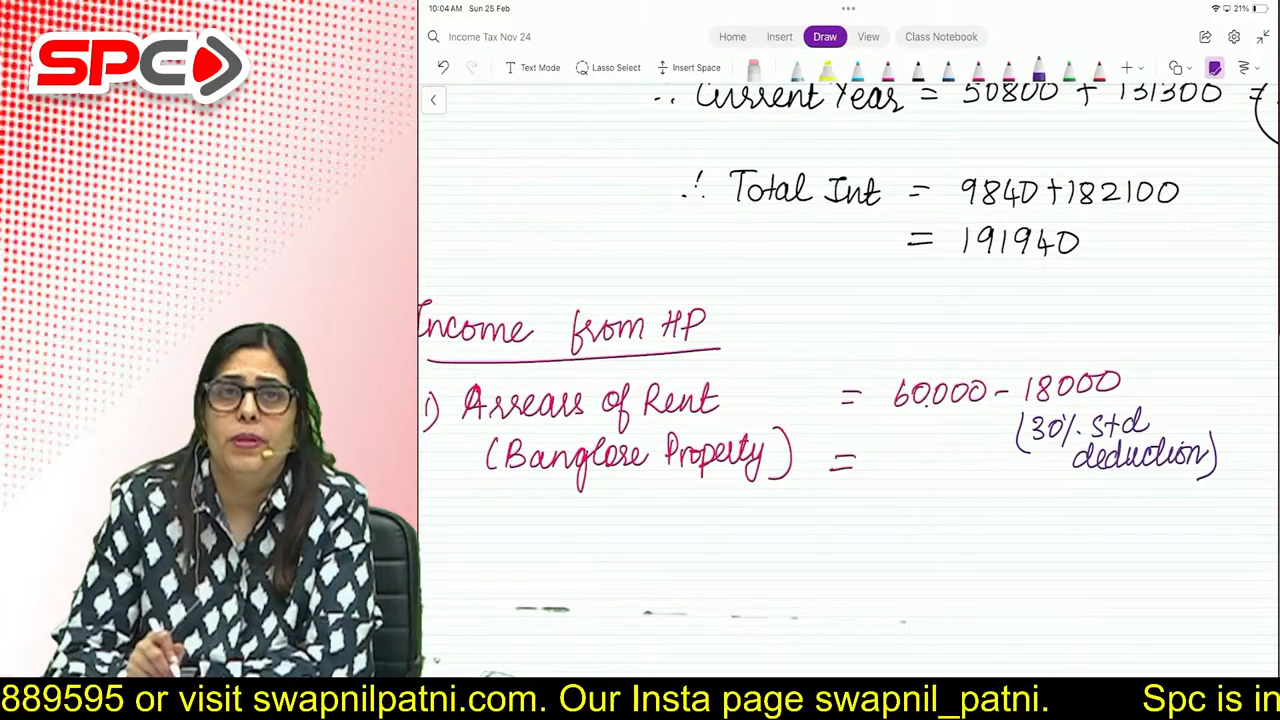 10:04 AM Sun 25 Feb
21%
SPC
Income Tax Nov 24
Home Insert Draw View Class Notebook
Text Mode Lasso Select Insert Space
∴ Current Year = 50800 + 131300 =
∴ Total Int = 9840+182100
= 191940
Income from HP
1) Arrears of Rent = 60,000 - 18000
(30% std
(Banglore Property) =
deduction)
889595 or visit swapnilpatni.com. Our Insta page swapnil_patni. Spc is in